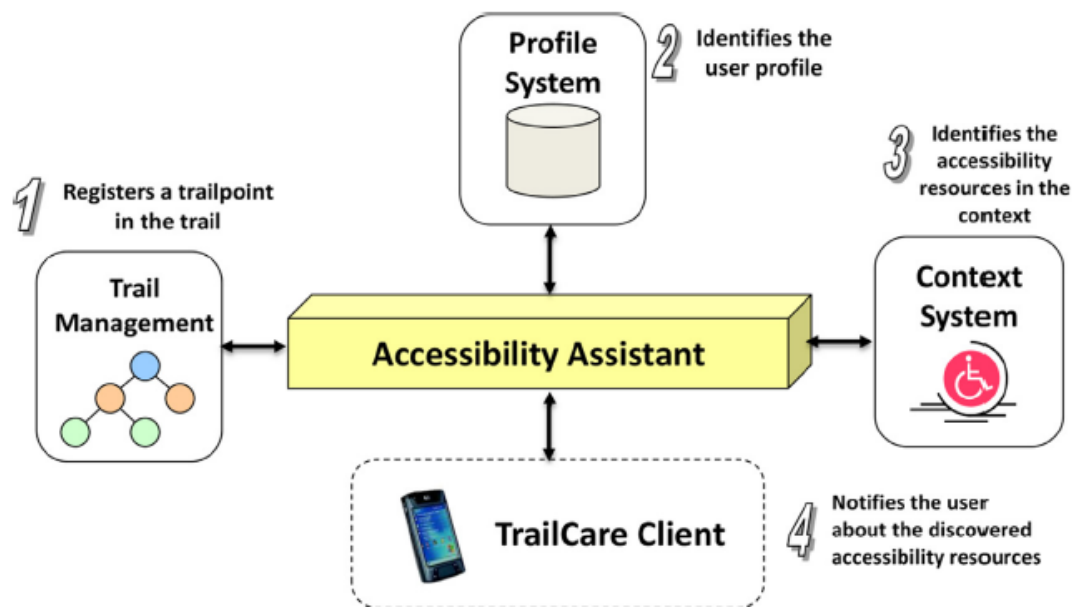 Profile
System
2
Identifies the
user profile
3
Identifies the
accessibility
resources in the
context
1
Registers a trailpoint
in the trail
Trail
Management
Accessibility Assistant
Context
System
TrailCare Client
4
Notifies the user
about the discovered
accessibility resources